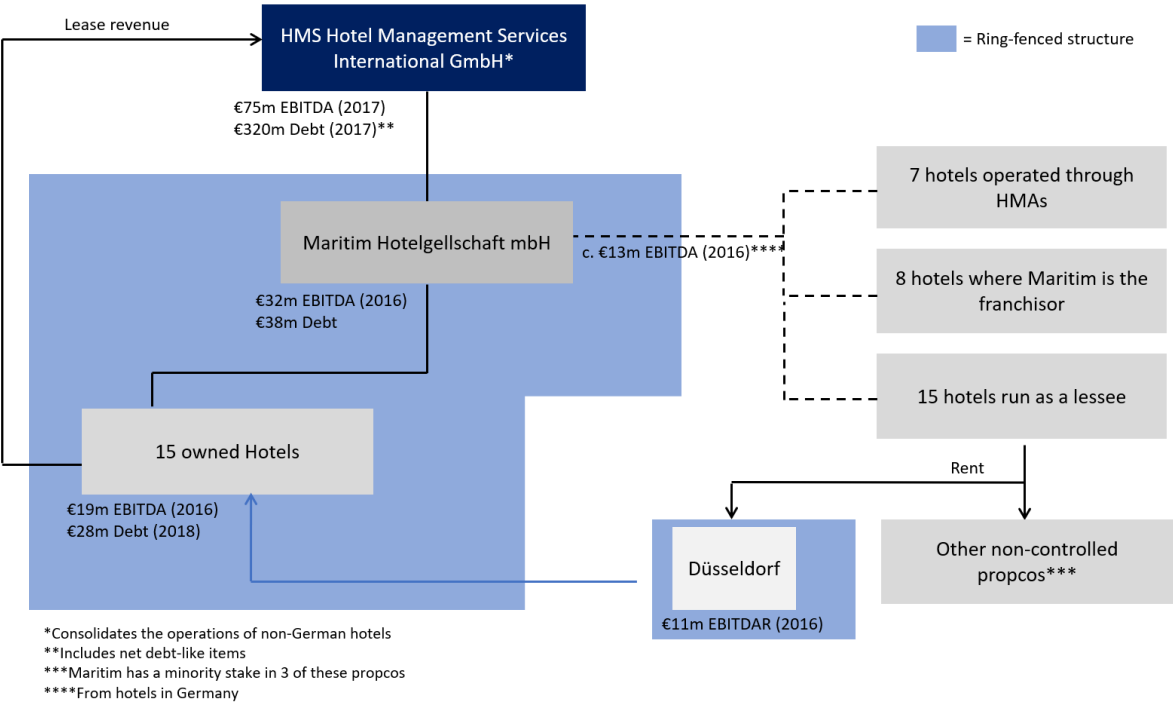 Lease revenue
HMS Hotel Management Services
International GmbH*
= Ring-fenced structure
€75m EBITDA (2017)
€320m Debt (2017)**
7 hotels operated through
HMAs
Maritim Hotelgellschaft mbH
c. €13m EBITDA (2016)****
8 hotels where Maritim is the
franchisor
€32m EBITDA (2016)
€38m Debt
15 hotels run as a lessee
15 owned Hotels
Rent
€19m EBITDA (2016)
€28m Debt (2018)
Düsseldorf
Other non-controlled
propcos***
€11m EBITDAR (2016)
*Consolidates the operations of non-German hotels
**Includes net debt-like items
***Maritim has a minority stake in 3 of these propcos
****From hotels in Germany